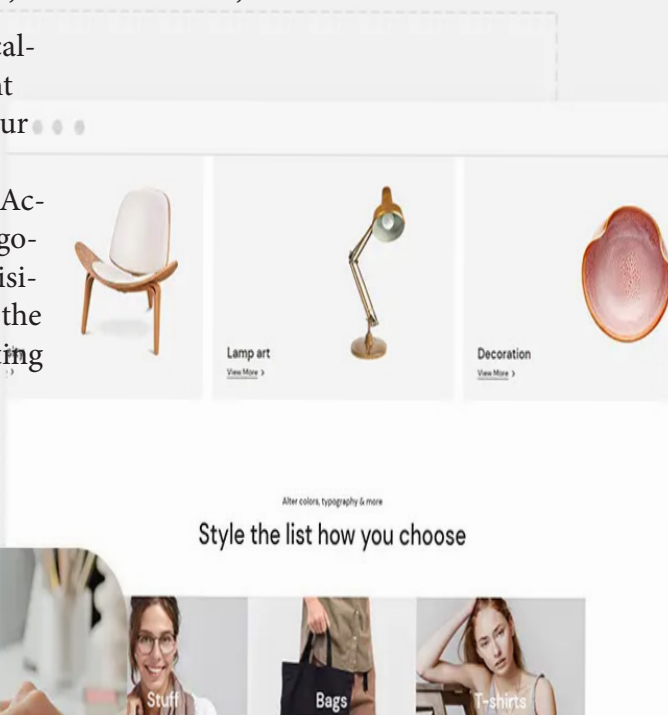 cal-
nt
ur
Ac-
go-
isi-
the
ting
Lamp art
View More >
Decoration
View More >
Alter colors, typography & more
Style the list how you choose
Stuff
Bags
T-shirts